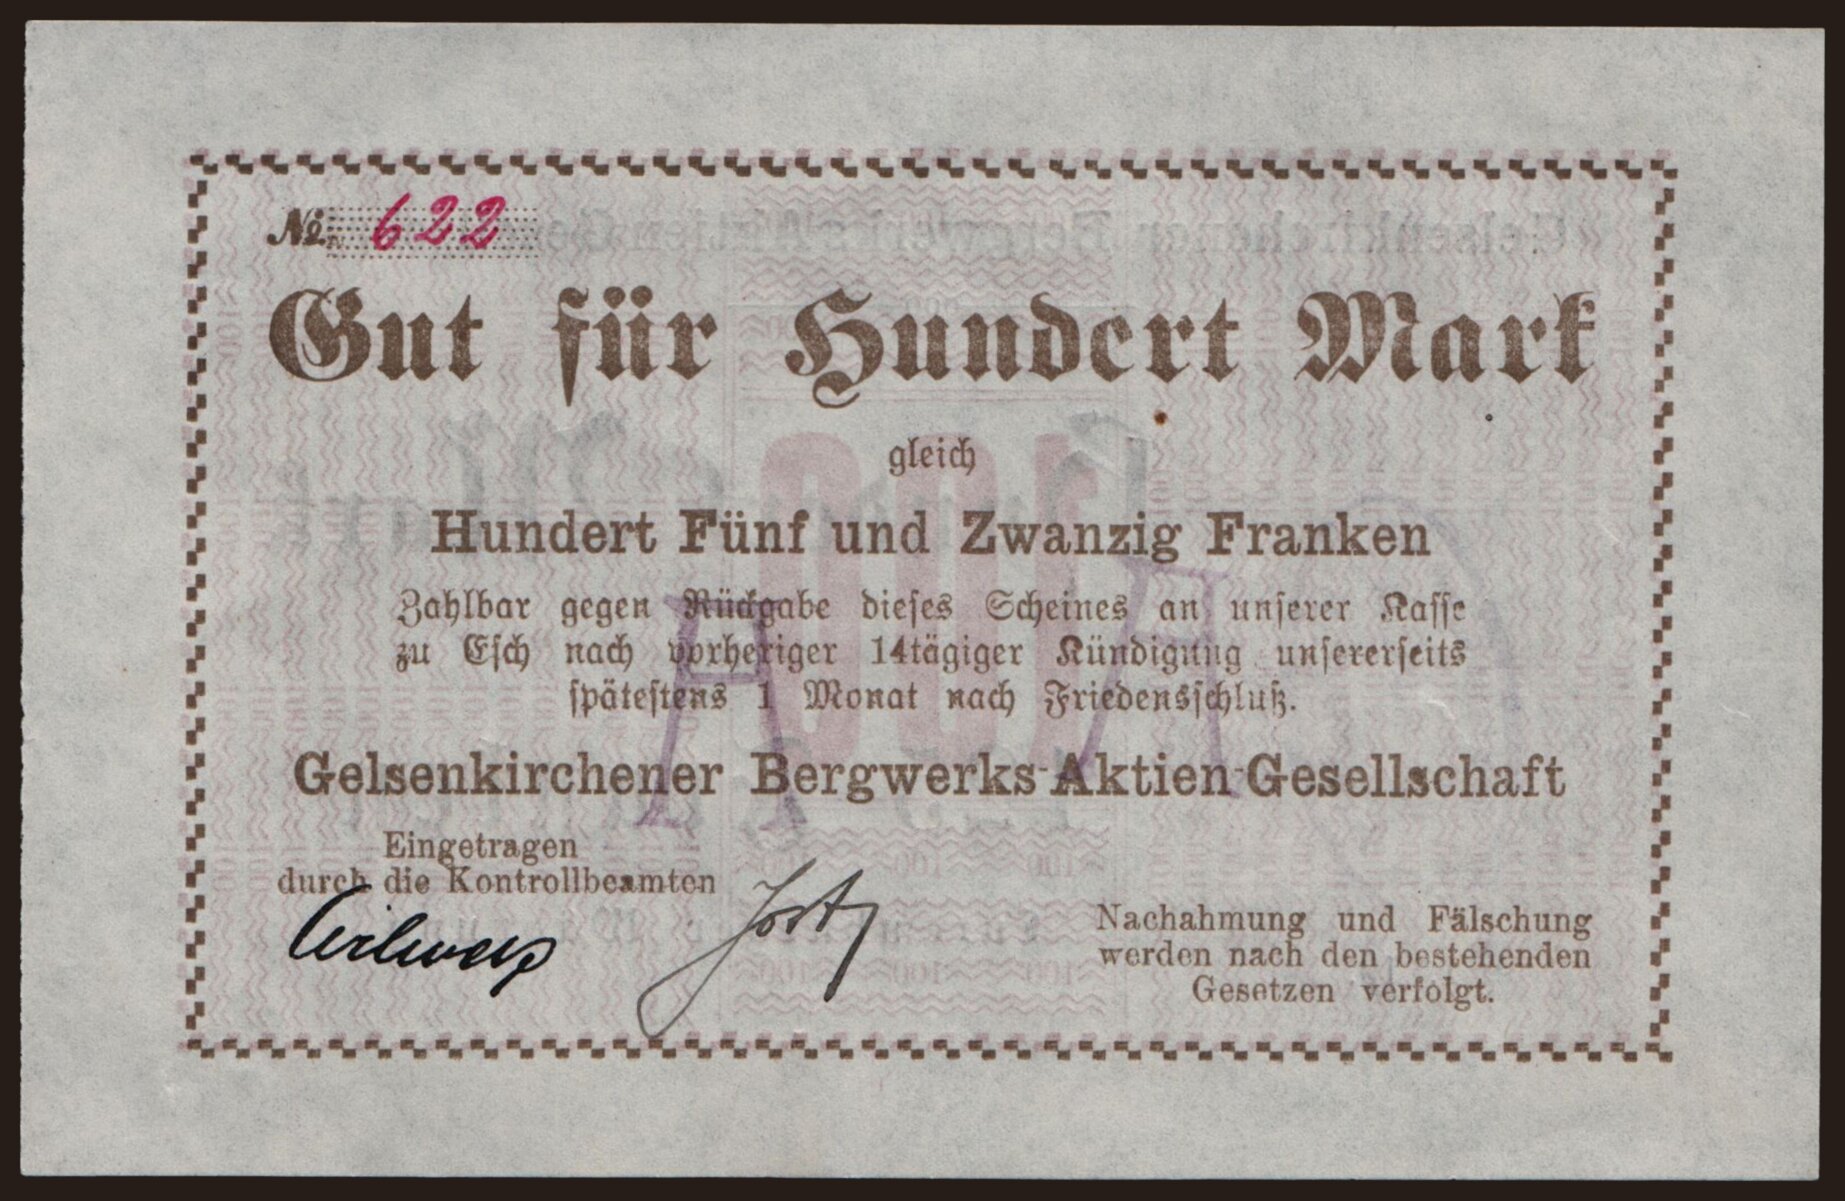 № 622
Gut für Hundert Mark
gleich
Hundert Fünf und Zwanzig Franken
Zahlbar gegen Rückgabe dieses Scheines an unserer Kasse
zu Esch nach vorheriger 14tägiger Kündigung unsererseits
spätestens 1 Monat nach Friedensschluß.
Gelsenkirchener Bergwerks-Aktien-Gesellschaft
Eingetragen
durch die Kontrollbeamten
Jost
Nachahmung und Fälschung
werden nach den bestehenden
Gesetzen verfolgt.